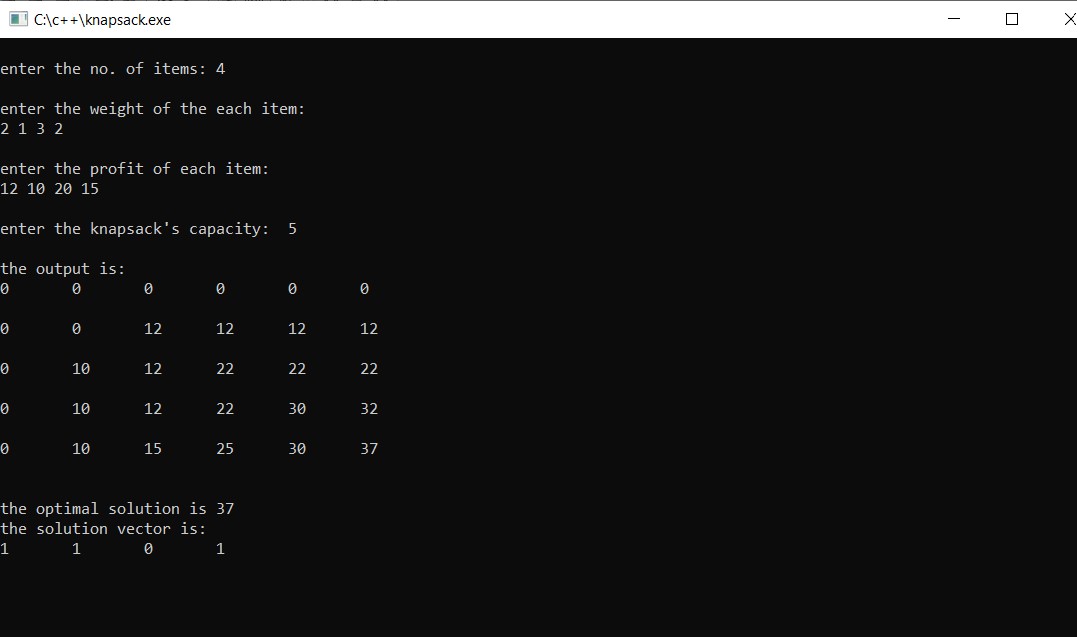 C:\c++\knapsack.exe
enter the no. of items: 4
enter the weight of the each item:
2 1 3 2
enter the profit of each item:
12 10 20 15
enter the knapsack's capacity:  5
the output is:
0 0 0 0 0 0
0 0 12 12 12 12
0 10 12 22 22 22
0 10 12 22 30 32
0 10 15 25 30 37
the optimal solution is 37
the solution vector is:
1 1 0 1